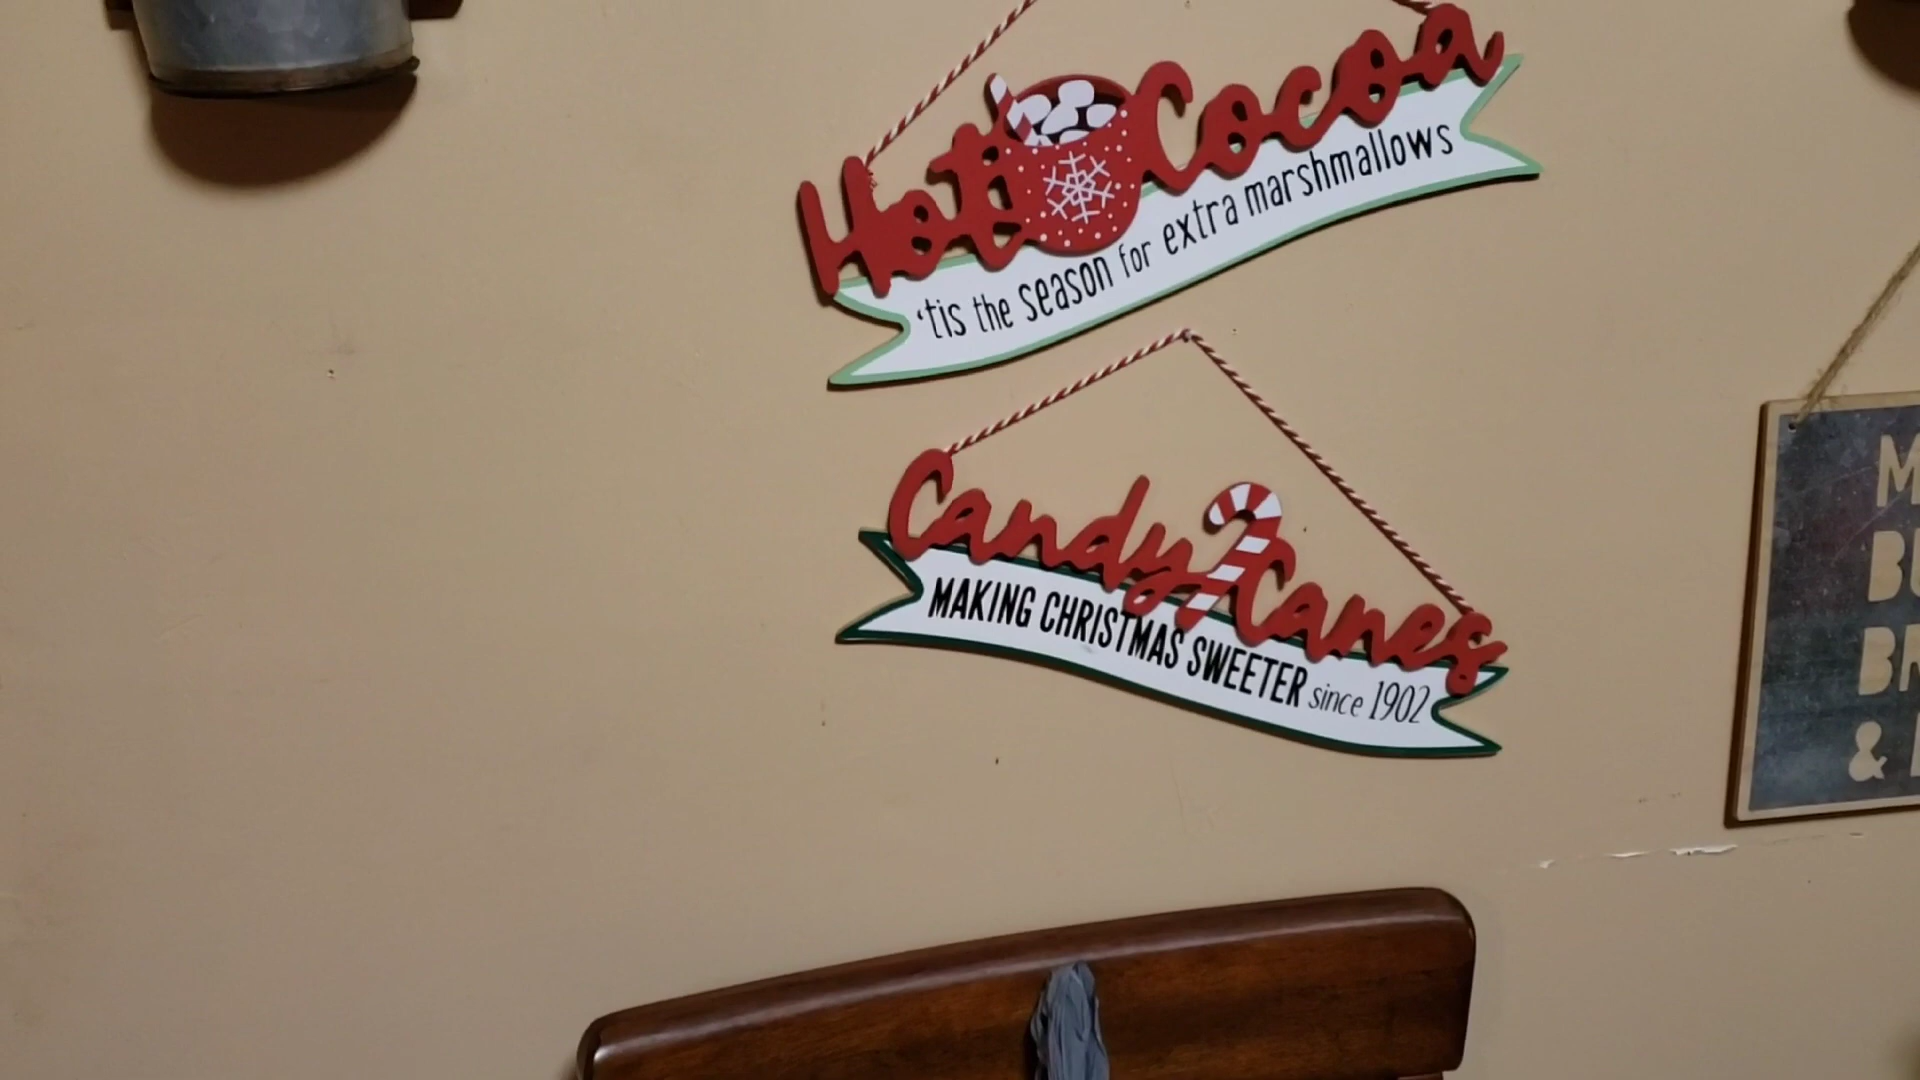 Hot Cocoa
'tis the season for extra marshmallows
Candy Canes
MAKING CHRISTMAS SWEETER since 1902
&